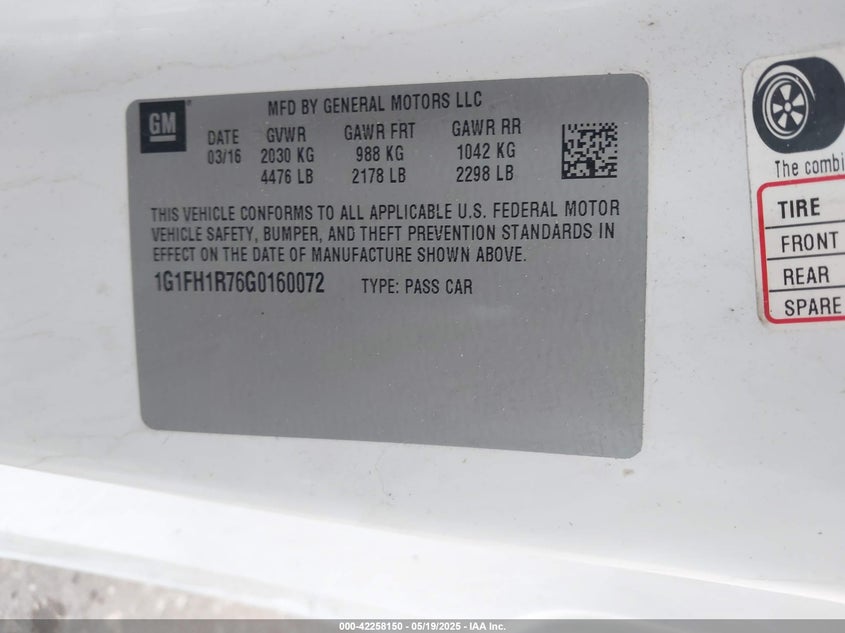 GM
MFD BY GENERAL MOTORS LLC
DATE GVWR GAWR FRT GAWR RR
03/16 2030 KG 988 KG 1042 KG
4476 LB 2178 LB 2298 LB
THIS VEHICLE CONFORMS TO ALL APPLICABLE U.S. FEDERAL MOTOR
VEHICLE SAFETY, BUMPER, AND THEFT PREVENTION STANDARDS IN
EFFECT ON THE DATE OF MANUFACTURE SHOWN ABOVE.
1G1FH1R76G0160072 TYPE: PASS CAR
The combi
TIRE
FRONT
REAR
SPARE
000-42258150 - 05/19/2025 - IAA Inc.